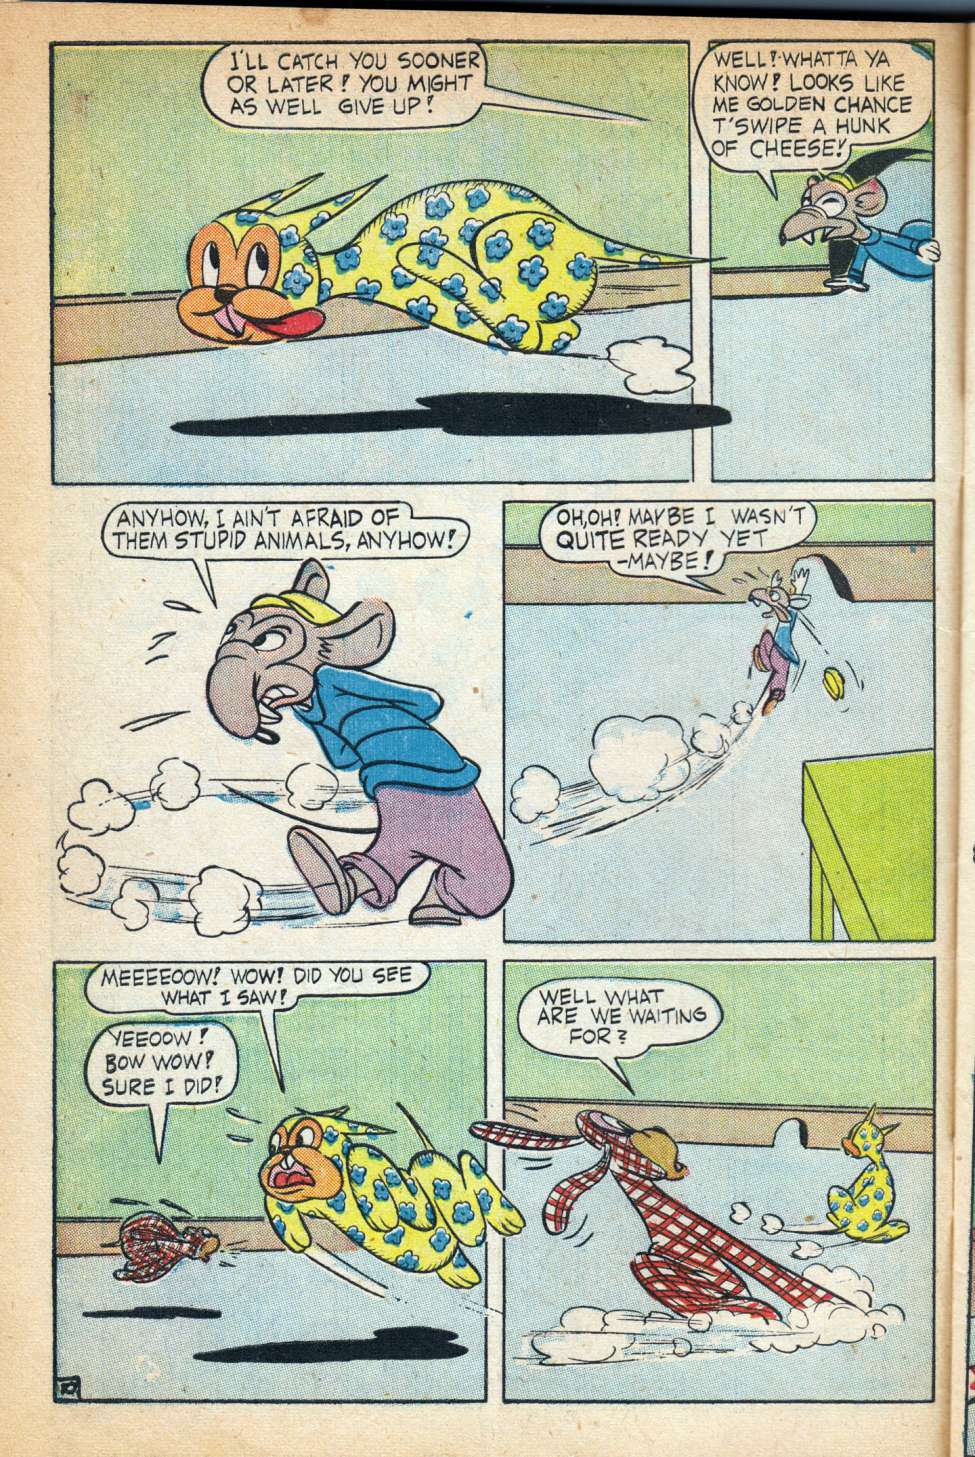 I'LL CATCH YOU SOONER
OR LATER! YOU MIGHT
AS WELL GIVE UP!
WELL! WHATTA YA
KNOW! LOOKS LIKE
ME GOLDEN CHANCE
T'SWIPE A HUNK
OF CHEESE!
ANYHOW, I AIN'T AFRAID OF
THEM STUPID ANIMALS, ANYHOW!
OH, OH! MAYBE I WASN'T
QUITE READY YET
-MAYBE!
MEEEEOOW! WOW! DID YOU SEE
WHAT I SAW!
YEEOOW!
BOW WOW!
SURE I DID!
WELL WHAT
ARE WE WAITING
FOR?
10